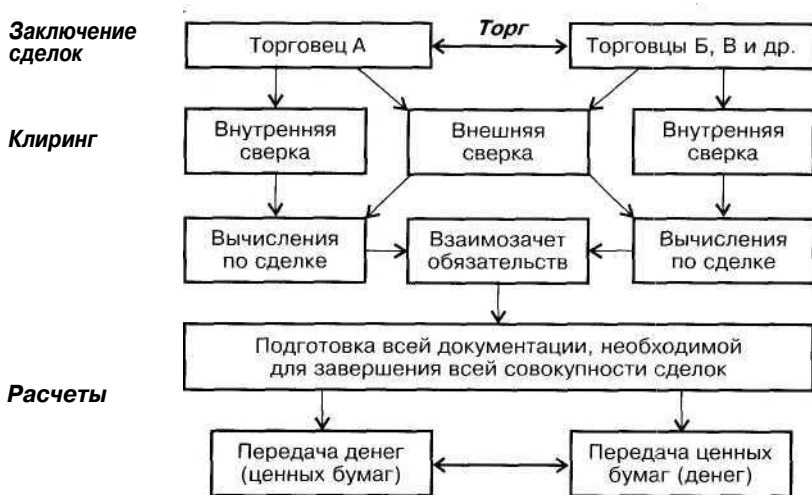 Заключение
сделок
Торговец А
Торг
Торговцы Б, В и др.
Клиринг
Внутренняя
сверка
Внешняя
сверка
Внутренняя
сверка
Вычисления
по сделке
Взаимозачет
обязательств
Вычисления
по сделке
Расчеты
Подготовка всей документации, необходимой
для завершения всей совокупности сделок
Передача денег
(ценных бумаг)
Передача ценных
бумаг (денег)